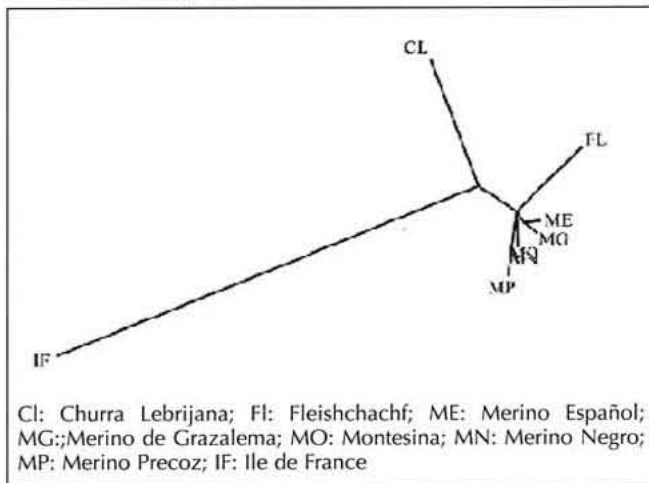 CL
FL
ME
MG
MP
IF
Cl: Churra Lebrijana; Fl: Fleishchachf; ME: Merino Español;
MG:;Merino de Grazalema; MO: Montesina; MN: Merino Negro;
MP: Merino Precoz; IF: Ile de France